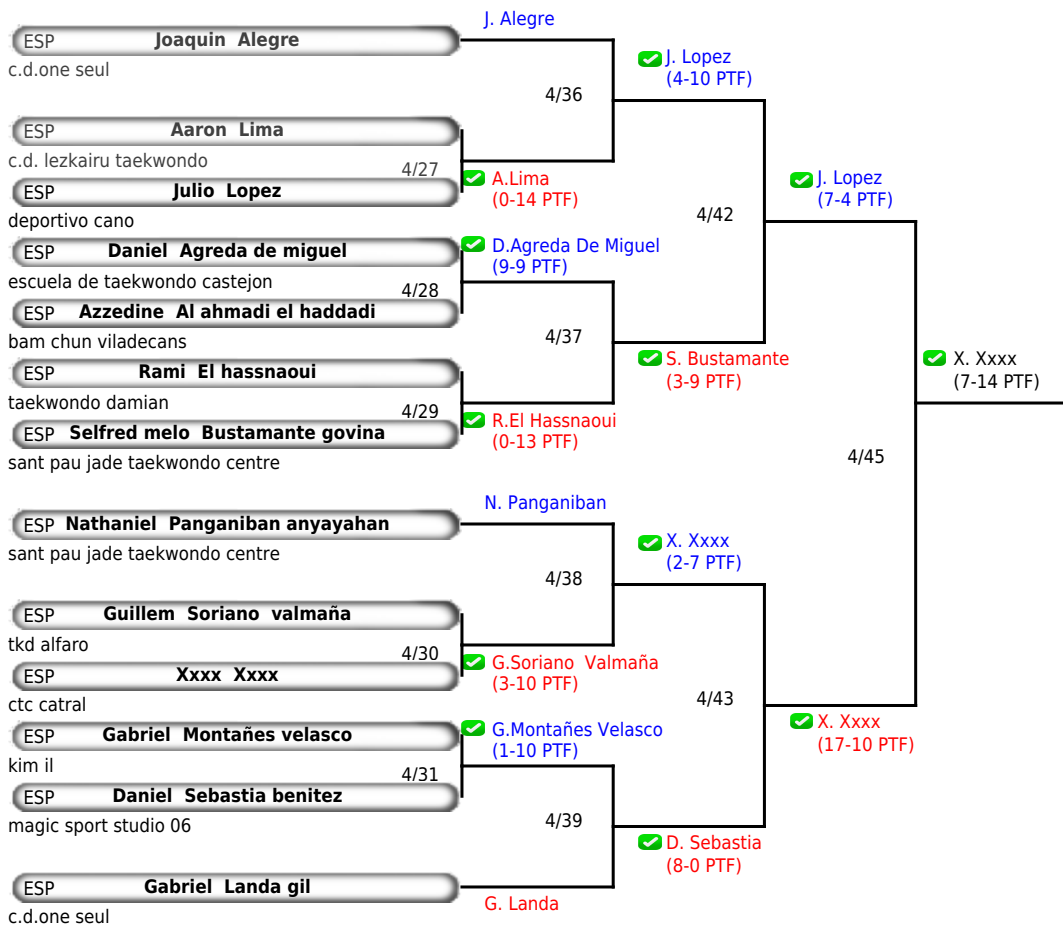 J. Alegre
ESP Joaquin Alegre
c.d.one seul
J. Lopez
(4-10 PTF)
4/36
ESP Aaron Lima
c.d. lezkairu taekwondo
4/27
ESP Julio Lopez
deportivo cano
A.Lima
(0-14 PTF)
J. Lopez
(7-4 PTF)
4/42
ESP Daniel Agreda de miguel
escuela de taekwondo castejon
D.Agreda De Miguel
(9-9 PTF)
4/28
ESP Azzedine Al ahmadi el haddadi
bam chun viladecans
4/37
ESP Rami El hassnaoui
taekwondo damian
S. Bustamante
(3-9 PTF)
X. Xxxx
(7-14 PTF)
4/29
ESP Selfred melo Bustamante govina
sant pau jade taekwondo centre
R.El Hassnaoui
(0-13 PTF)
4/45
N. Panganiban
ESP Nathaniel Panganiban anyayahan
sant pau jade taekwondo centre
X. Xxxx
(2-7 PTF)
4/38
ESP Guillem Soriano valmaña
tkd alfaro
4/30
ESP Xxxx Xxxx
ctc catral
G.Soriano Valmaña
(3-10 PTF)
4/43
ESP Gabriel Montañes velasco
kim il
G.Montañes Velasco
(1-10 PTF)
X. Xxxx
(17-10 PTF)
4/31
ESP Daniel Sebastia benitez
magic sport studio 06
4/39
D. Sebastia
(8-0 PTF)
ESP Gabriel Landa gil
c.d.one seul
G. Landa